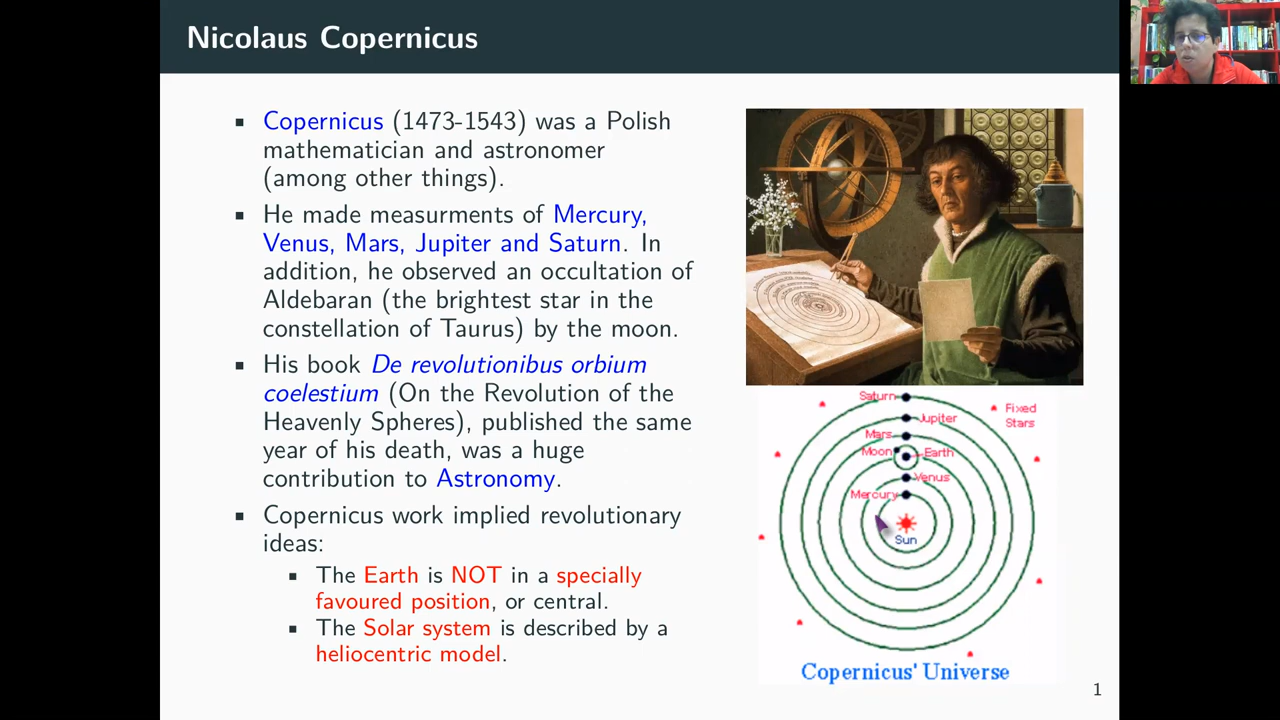 Nicolaus Copernicus
▪ Copernicus (1473-1543) was a Polish
mathematician and astronomer
(among other things).
▪ He made measurments of Mercury,
Venus, Mars, Jupiter and Saturn. In
addition, he observed an occultation of
Aldebaran (the brightest star in the
constellation of Taurus) by the moon.
▪ His book De revolutionibus orbium
coelestium (On the Revolution of the
Heavenly Spheres), published the same
year of his death, was a huge
contribution to Astronomy.
▪ Copernicus work implied revolutionary
ideas:
▪ The Earth is NOT in a specially
favoured position, or central.
▪ The Solar system is described by a
heliocentric model.
Saturn
Jupiter
Fixed
Stars
Mars
Moon
Earth
Venus
Mercury
Sun
Copernicus' Universe
1